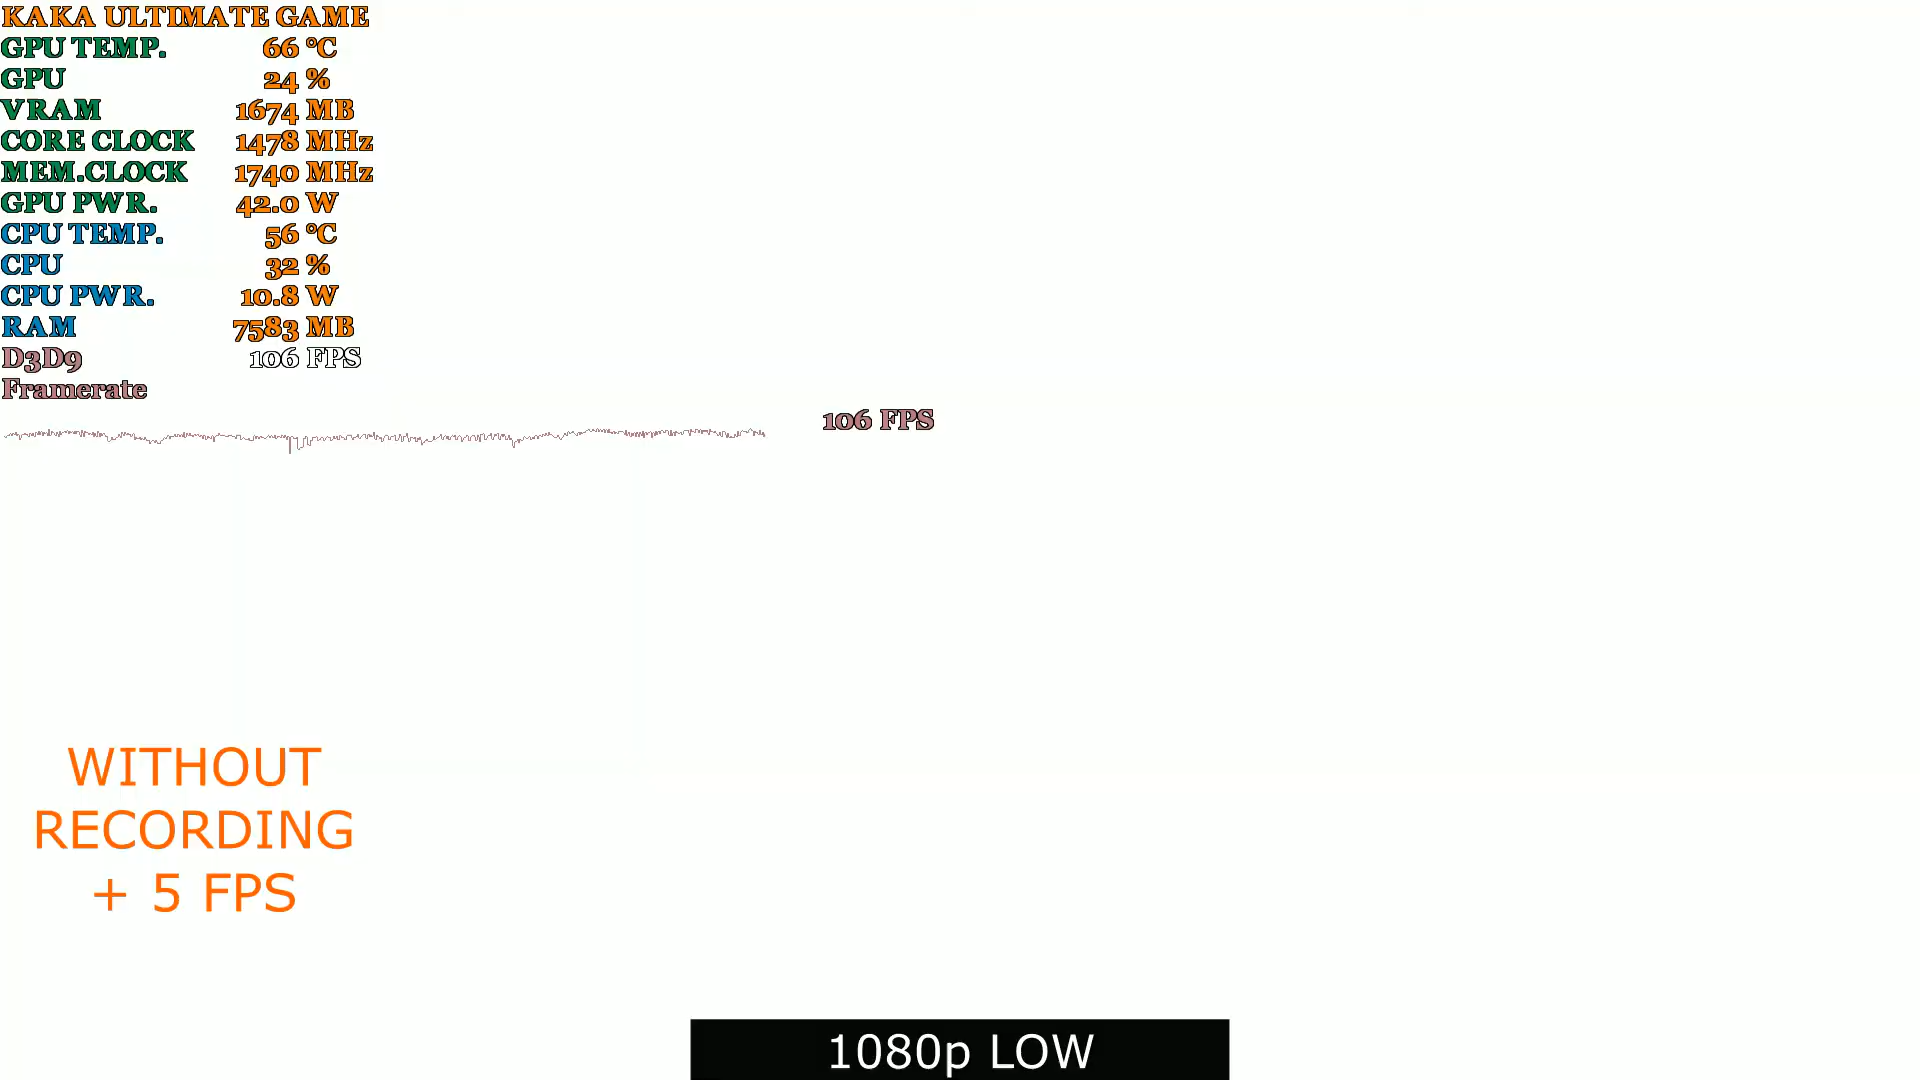 KAKA ULTIMATE GAME
GPU TEMP. 66 °C
GPU 24 %
VRAM 1674 MB
CORE CLOCK 1478 MHz
MEM.CLOCK 1740 MHz
GPU PWR. 42.0 W
CPU TEMP. 56 °C
CPU 32 %
CPU PWR. 10.8 W
RAM 7583 MB
D3D9 106 FPS
Framerate
106 FPS
WITHOUT
RECORDING
+ 5 FPS
1080p LOW